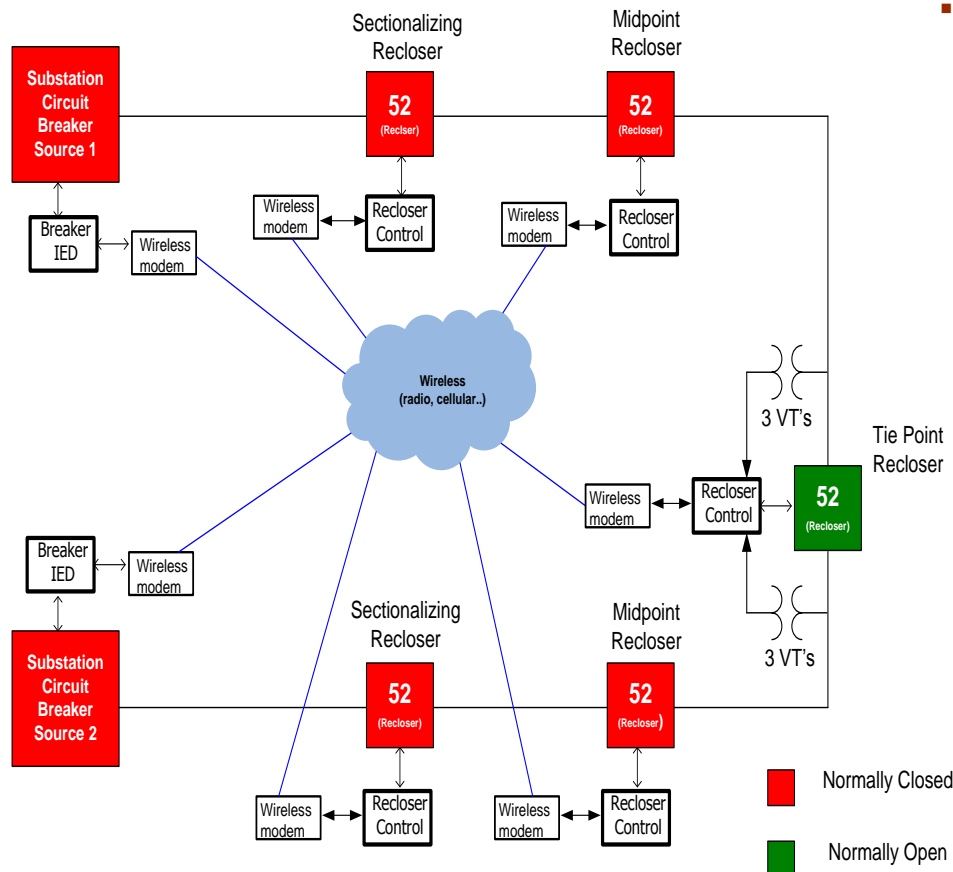 Sectionalizing
Recloser
Midpoint
Recloser
Substation
Circuit
Breaker
Source 1
52
(Reclser)
52
(Recloser)
Breaker
IED
Wireless
modem
Wireless
modem
Recloser
Control
Wireless
modem
Recloser
Control
Wireless
(radio, cellular..)
3 VT's
Tie Point
Recloser
Wireless
modem
Recloser
Control
52
(Recloser)
Breaker
IED
Wireless
modem
3 VT's
Sectionalizing
Recloser
Midpoint
Recloser
Substation
Circuit
Breaker
Source 2
52
(Recloser)
52
(Recloser)
Wireless
modem
Recloser
Control
Wireless
modem
Recloser
Control
Normally Closed
Normally Open